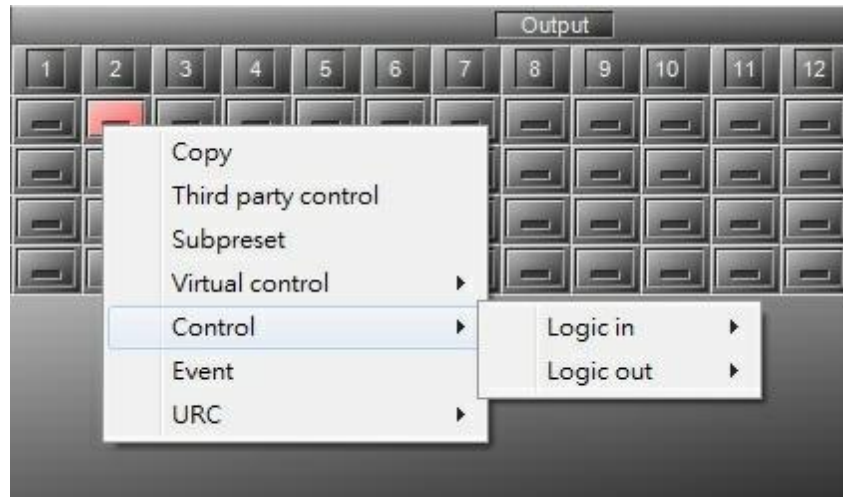 Output
1 2 3 4 5 6 7 8 9 10 11 12
Copy
Third party control
Subpreset
Virtual control
Control
Logic in
Event
Logic out
URC